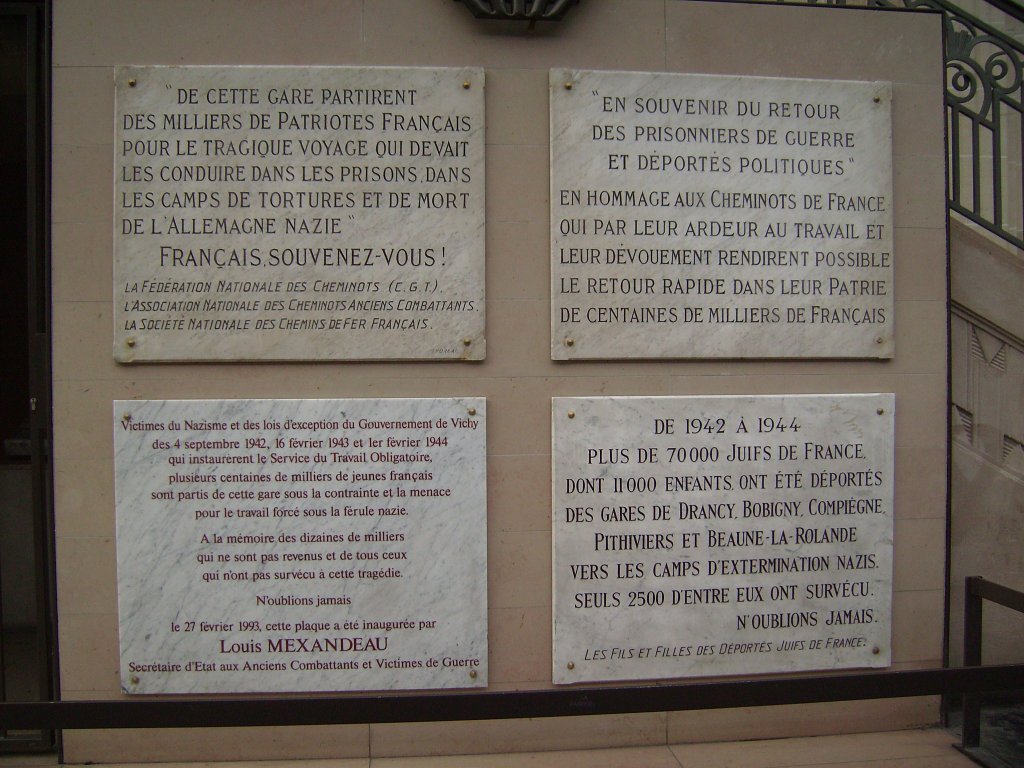 "DE CETTE GARE PARTIRENT
DES MILLIERS DE PATRIOTES FRANÇAIS
POUR LE TRAGIQUE VOYAGE QUI DEVAIT
LES CONDUIRE DANS LES PRISONS, DANS
LES CAMPS DE TORTURES ET DE MORT
DE L'ALLEMAGNE NAZIE"
FRANÇAIS, SOUVENEZ-VOUS !
LA FÉDÉRATION NATIONALE DES CHEMINOTS (C.G.T.).
L'ASSOCIATION NATIONALE DES CHEMINOTS ANCIENS COMBATTANTS.
LA SOCIÉTÉ NATIONALE DES CHEMINS DE FER FRANÇAIS.
"EN SOUVENIR DU RETOUR
DES PRISONNIERS DE GUERRE
ET DÉPORTÉS POLITIQUES"
EN HOMMAGE AUX CHEMINOTS DE FRANCE
QUI PAR LEUR ARDEUR AU TRAVAIL ET
LEUR DÉVOUEMENT RENDIRENT POSSIBLE
LE RETOUR RAPIDE DANS LEUR PATRIE
DE CENTAINES DE MILLIERS DE FRANÇAIS
Victimes du Nazisme et des lois d'exception du Gouvernement de Vichy
des 4 septembre 1942, 16 février 1943 et 1er février 1944
qui instaurèrent le Service du Travail Obligatoire,
plusieurs centaines de milliers de jeunes français
sont partis de cette gare sous la contrainte et la menace
pour le travail forcé sous la férule nazie.
A la mémoire des dizaines de milliers
qui ne sont pas revenus et de tous ceux
qui n'ont pas survécu à cette tragédie.
N'oublions jamais
le 27 février 1993, cette plaque a été inaugurée par
Louis MEXANDEAU
Secrétaire d'Etat aux Anciens Combattants et Victimes de Guerre
DE 1942 À 1944
PLUS DE 70000 JUIFS DE FRANCE,
DONT 11000 ENFANTS, ONT ÉTÉ DÉPORTÉS
DES GARES DE DRANCY, BOBIGNY, COMPIÈGNE,
PITHIVIERS ET BEAUNE-LA-ROLANDE
VERS LES CAMPS D'EXTERMINATION NAZIS.
SEULS 2500 D'ENTRE EUX ONT SURVÉCU.
N'OUBLIONS JAMAIS.
LES FILS ET FILLES DES DÉPORTÉS JUIFS DE FRANCE.